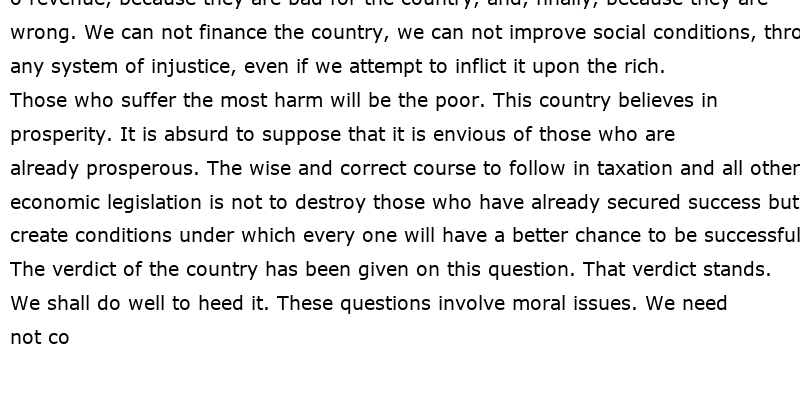 o revenue, because they are bad for the country, and, finally, because they are
wrong. We can not finance the country, we can not improve social conditions, thro
any system of injustice, even if we attempt to inflict it upon the rich.
Those who suffer the most harm will be the poor. This country believes in
prosperity. It is absurd to suppose that it is envious of those who are
already prosperous. The wise and correct course to follow in taxation and all other
economic legislation is not to destroy those who have already secured success but
create conditions under which every one will have a better chance to be successful
The verdict of the country has been given on this question. That verdict stands.
We shall do well to heed it. These questions involve moral issues. We need
not co